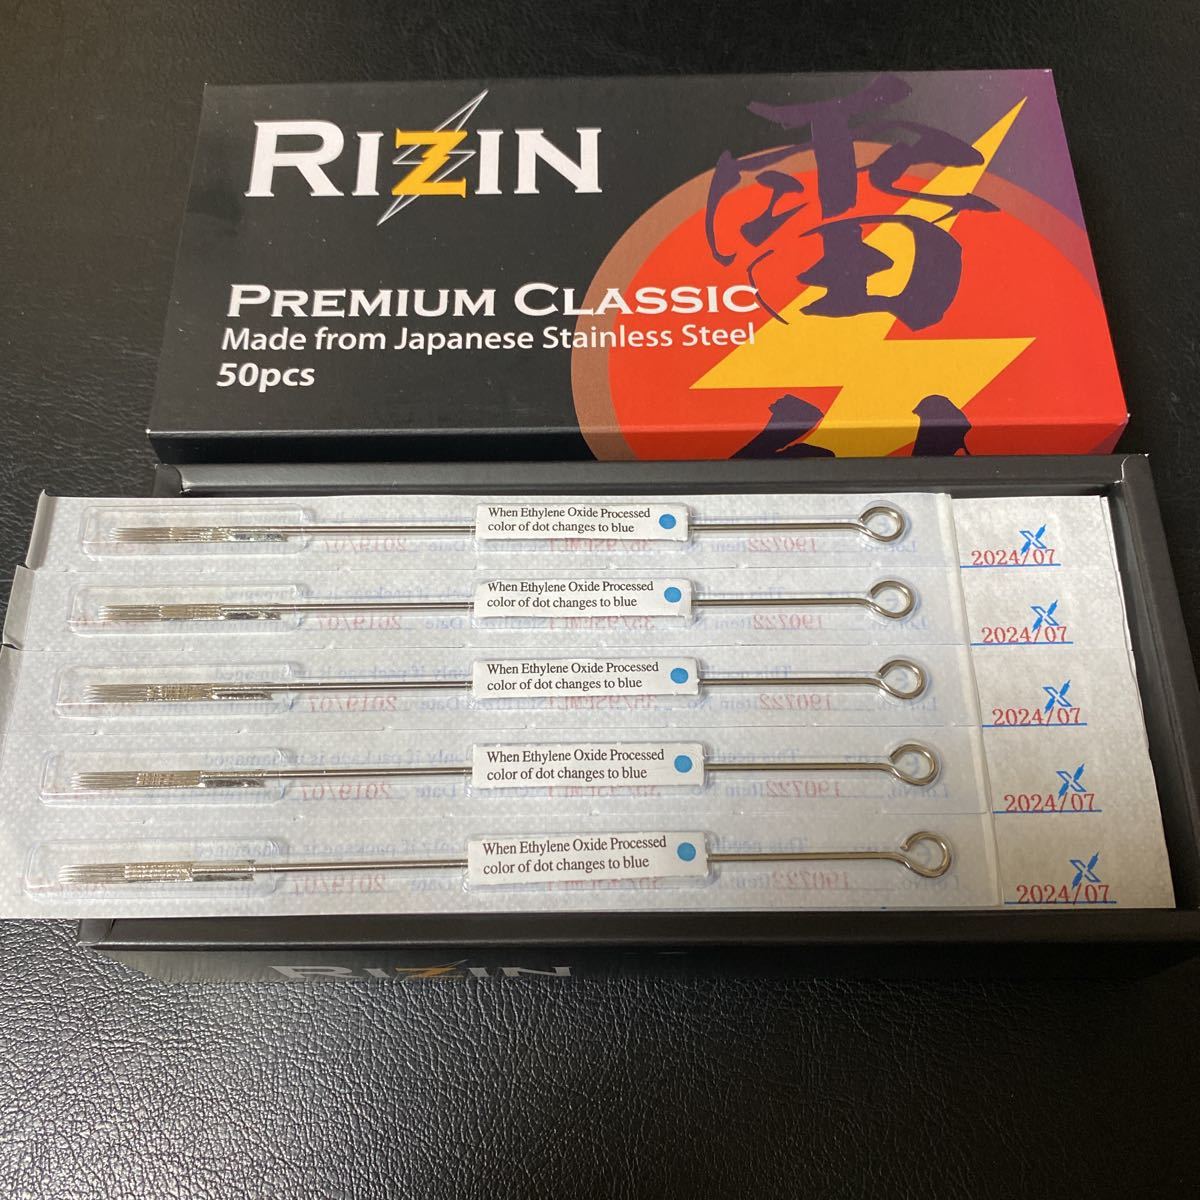 RIZIN
雷
PREMIUM CLASSIC
Made from Japanese Stainless Steel
50pcs
When Ethylene Oxide Processed
color of dot changes to blue
2024/07
When Ethylene Oxide Processed
color of dot changes to blue
2024/07
When Ethylene Oxide Processed
color of dot changes to blue
2024/07
When Ethylene Oxide Processed
color of dot changes to blue
2024/07
When Ethylene Oxide Processed
color of dot changes to blue
2024/07
RIZIN